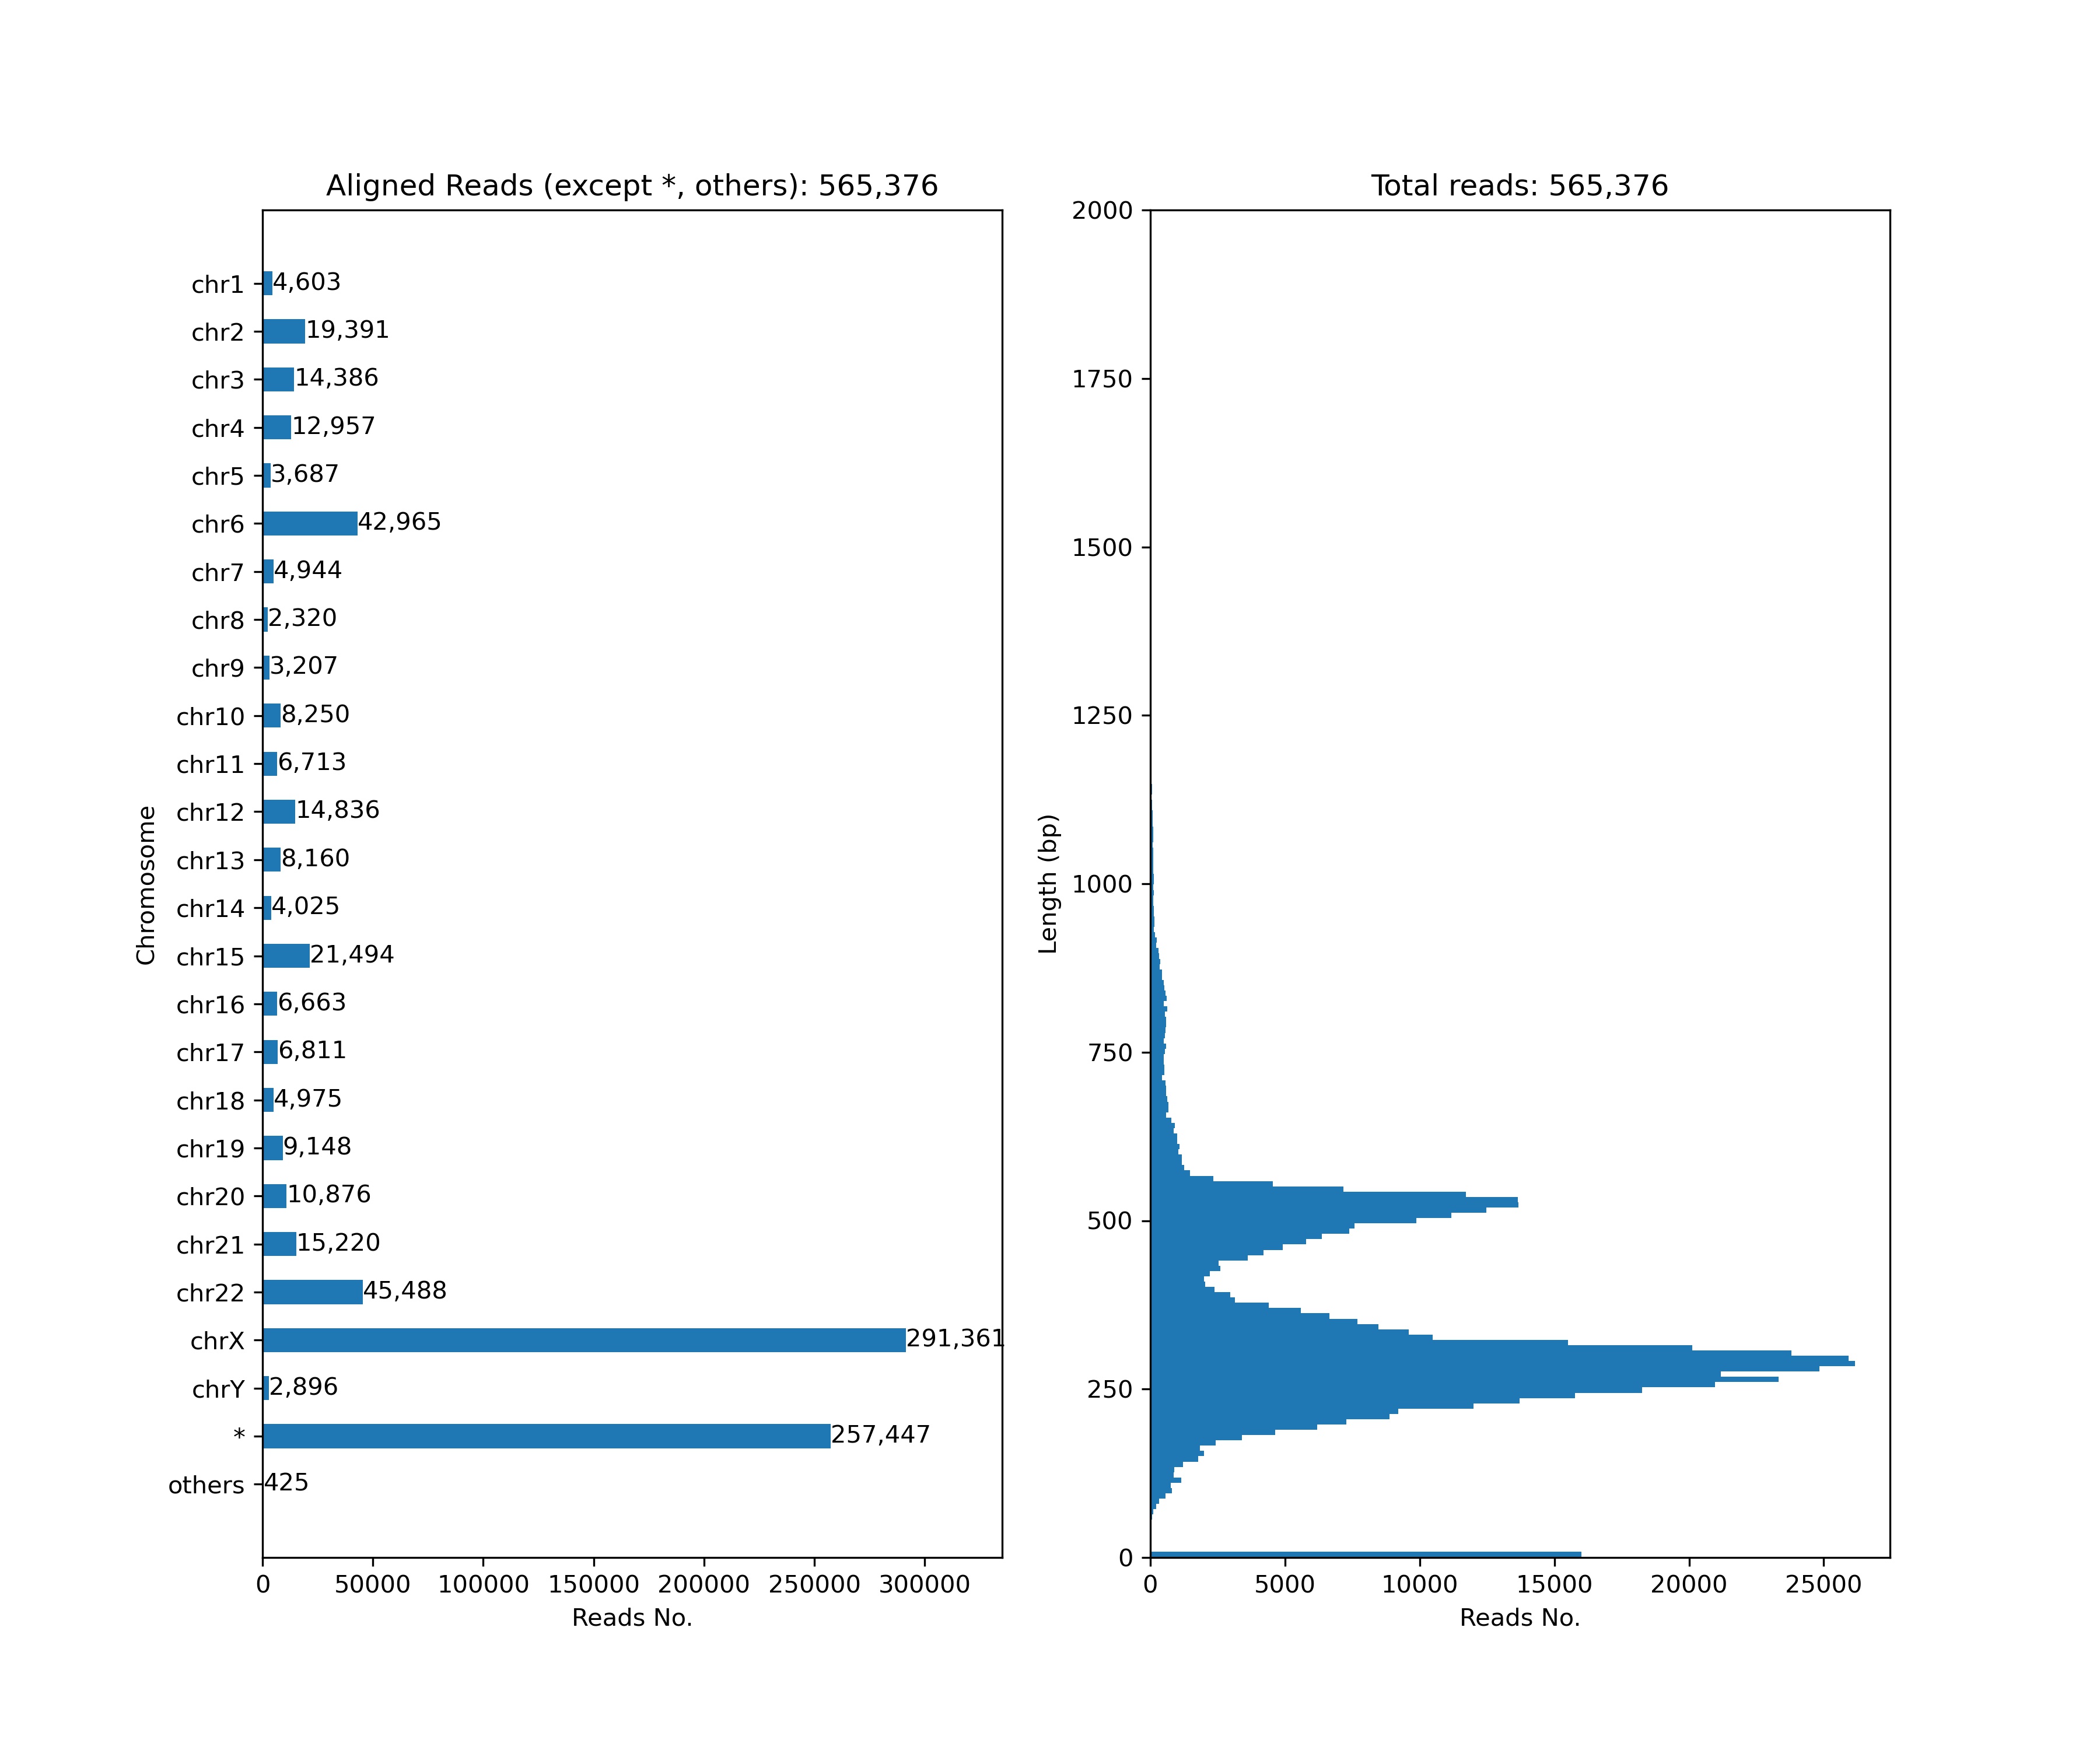 Aligned Reads (except *, others): 565,376
Chromosome
chr1 4,603
chr2 19,391
chr3 14,386
chr4 12,957
chr5 3,687
chr6 42,965
chr7 4,944
chr8 2,320
chr9 3,207
chr10 8,250
chr11 6,713
chr12 14,836
chr13 8,160
chr14 4,025
chr15 21,494
chr16 6,663
chr17 6,811
chr18 4,975
chr19 9,148
chr20 10,876
chr21 15,220
chr22 45,488
chrX 291,361
chrY 2,896
* 257,447
others 425
0 50000 100000 150000 200000 250000 300000
Reads No.
Total reads: 565,376
Length (bp)
2000
1750
1500
1250
1000
750
500
250
0
0 5000 10000 15000 20000 25000
Reads No.